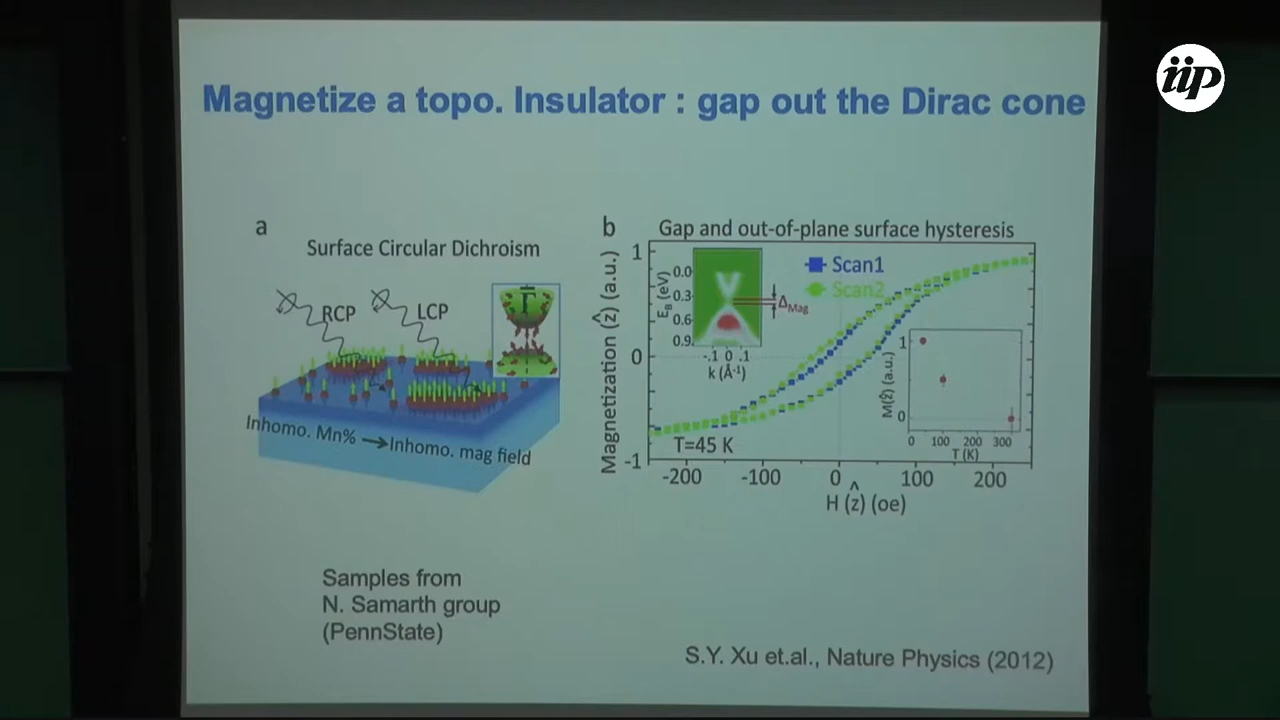 iip
Magnetize a topo. Insulator : gap out the Dirac cone
a
Surface Circular Dichroism
RCP
LCP
Γ̄
Inhomo. Mn% → Inhomo. mag field
b
Gap and out-of-plane surface hysteresis
Magnetization (ẑ) (a.u.)
1
0
-1
Scan1
Scan2
E_B (eV)
0.0
0.3
0.6
0.9
Δ_Mag
-.1 0 .1
k (Å⁻¹)
M(ẑ) (a.u.)
1
0
0 100 200 300
T (K)
T=45 K
-200 -100 0 100 200
H (ẑ) (oe)
Samples from
N. Samarth group
(PennState)
S.Y. Xu et.al., Nature Physics (2012)